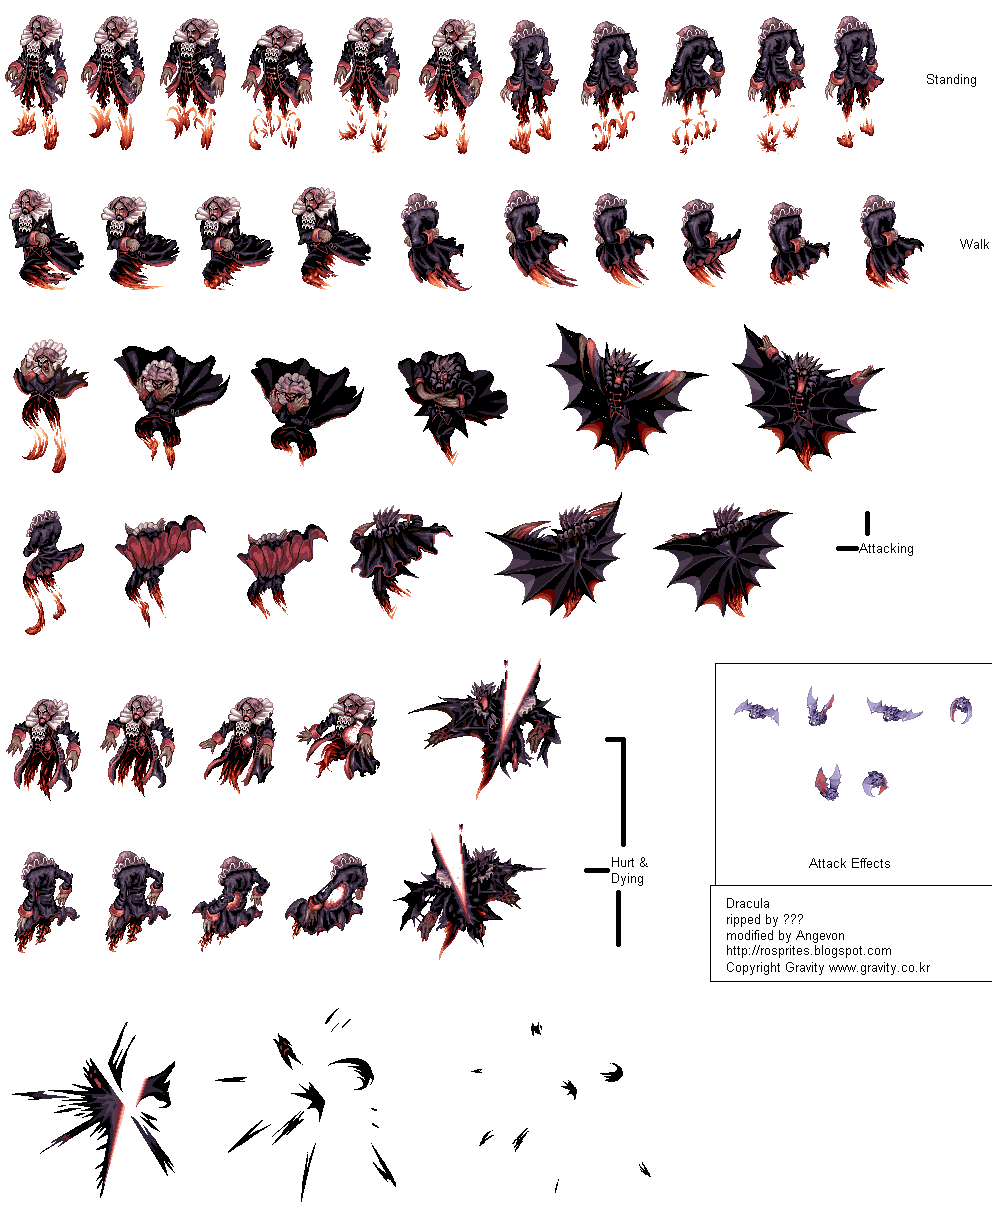 Standing
Walk
Attacking
Hurt &
Dying
Attack Effects
Dracula
ripped by ???
modified by Angevon
http://rosprites.blogspot.com
Copyright Gravity www.gravity.co.kr